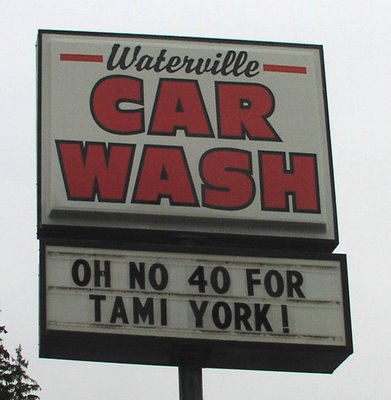 Waterville
CAR
WASH
OH NO 40 FOR
TAMI YORK!